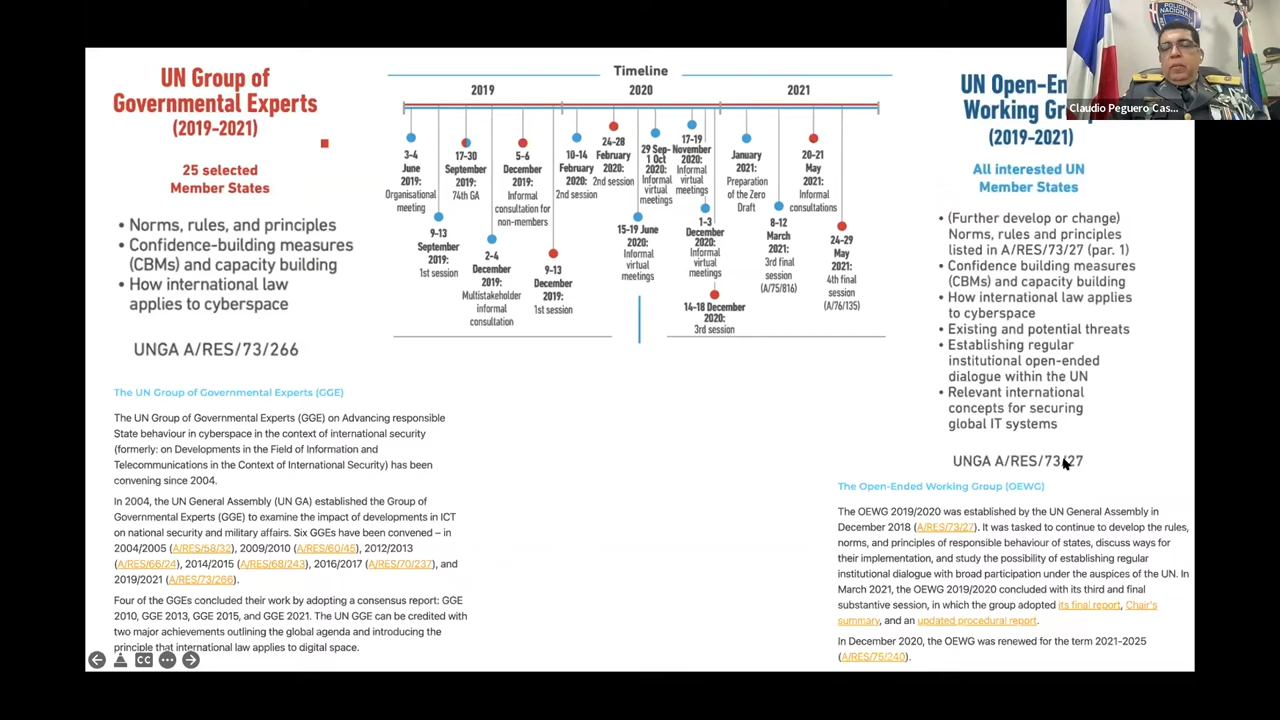 UN Group of
Governmental Experts
(2019-2021)
25 selected
Member States
• Norms, rules, and principles
• Confidence-building measures
(CBMs) and capacity building
• How international law
applies to cyberspace
UNGA A/RES/73/266
Timeline
2019
2020
2021
3-4
June
2019:
Organisational
meeting
17-30
September
2019:
74th GA
5-6
December
2019:
Informal
consultation for
non-members
10-14
February
2020:
2nd session
24-28
February
2020:
2nd session
29 Sep-
1 Oct
2020:
Informal
virtual
meetings
17-19
November
2020:
Informal
virtual
meetings
January
2021:
Preparation
of the Zero
Draft
20-21
May
2021:
Informal
consultations
9-13
September
2019:
1st session
2-4
December
2019:
Multistakeholder
informal
consultation
9-13
December
2019:
1st session
15-19 June
2020:
Informal
virtual
meetings
1-3
December
2020:
Informal
virtual
meetings
14-18 December
2020:
3rd session
8-12
March
2021:
3rd final
session
(A/75/816)
24-29
May
2021:
4th final
session
(A/76/135)
UN Open-En
Working Gro
(2019-2021)
All interested UN
Member States
• (Further develop or change)
Norms, rules and principles
listed in A/RES/73/27 (par. 1)
• Confidence building measures
(CBMs) and capacity building
• How international law applies
to cyberspace
• Existing and potential threats
• Establishing regular
institutional open-ended
dialogue within the UN
• Relevant international
concepts for securing
global IT systems
UNGA A/RES/73/27
The UN Group of Governmental Experts (GGE)
The UN Group of Governmental Experts (GGE) on Advancing responsible
State behaviour in cyberspace in the context of international security
(formerly: on Developments in the Field of Information and
Telecommunications in the Context of International Security) has been
convening since 2004.
In 2004, the UN General Assembly (UN GA) established the Group of
Governmental Experts (GGE) to examine the impact of developments in ICT
on national security and military affairs. Six GGEs have been convened – in
2004/2005 (A/RES/58/32), 2009/2010 (A/RES/60/45), 2012/2013
(A/RES/66/24), 2014/2015 (A/RES/68/243), 2016/2017 (A/RES/70/237), and
2019/2021 (A/RES/73/266).
Four of the GGEs concluded their work by adopting a consensus report: GGE
2010, GGE 2013, GGE 2015, and GGE 2021. The UN GGE can be credited with
two major achievements outlining the global agenda and introducing the
principle that international law applies to digital space.
The Open-Ended Working Group (OEWG)
The OEWG 2019/2020 was established by the UN General Assembly in
December 2018 (A/RES/73/27). It was tasked to continue to develop the rules,
norms, and principles of responsible behaviour of states, discuss ways for
their implementation, and study the possibility of establishing regular
institutional dialogue with broad participation under the auspices of the UN. In
March 2021, the OEWG 2019/2020 concluded with its third and final
substantive session, in which the group adopted its final report, Chair's
summary, and an updated procedural report.
In December 2020, the OEWG was renewed for the term 2021-2025
(A/RES/75/240).
CC
POLICIA
NACIONAL
Claudio Peguero Cas...